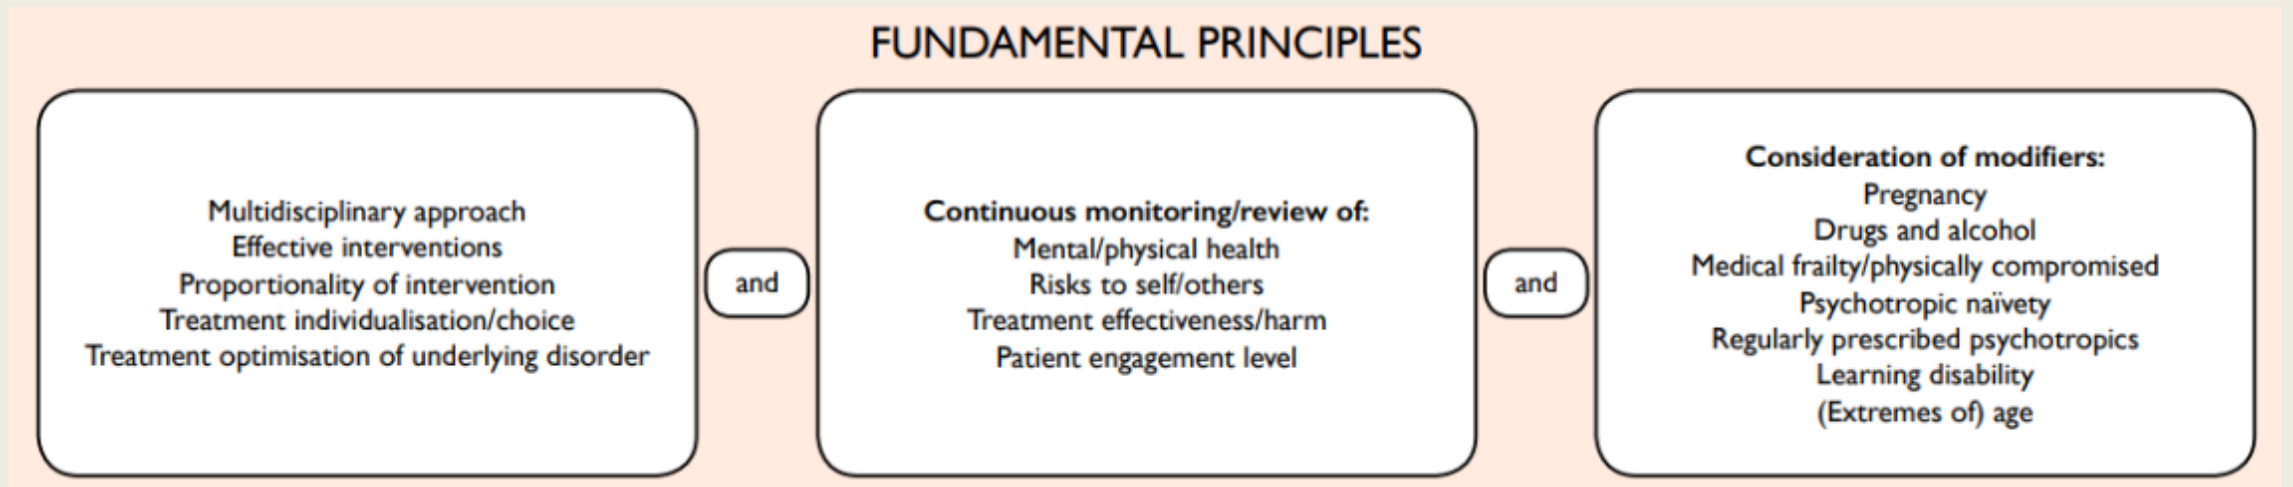 FUNDAMENTAL PRINCIPLES
Multidisciplinary approach
Effective interventions
Proportionality of intervention
Treatment individualisation/choice
Treatment optimisation of underlying disorder
and
Continuous monitoring/review of:
Mental/physical health
Risks to self/others
Treatment effectiveness/harm
Patient engagement level
and
Consideration of modifiers:
Pregnancy
Drugs and alcohol
Medical frailty/physically compromised
Psychotropic naïvety
Regularly prescribed psychotropics
Learning disability
(Extremes of) age